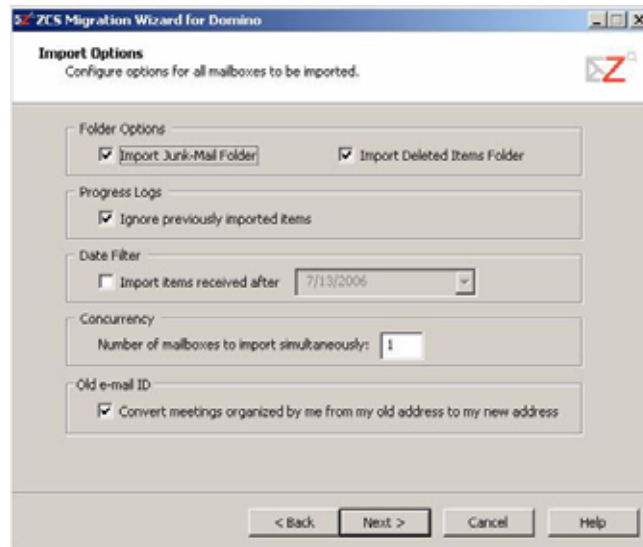 ZCS Migration Wizard for Domino
Import Options
Configure options for all mailboxes to be imported.
Z
Folder Options
Import Junk-Mail Folder Import Deleted Items Folder
Progress Logs
Ignore previously imported items
Date Filter
Import items received after 7/13/2006
Concurrency
Number of mailboxes to import simultaneously: 1
Old e-mail ID
Convert meetings organized by me from my old address to my new address
< Back Next > Cancel Help